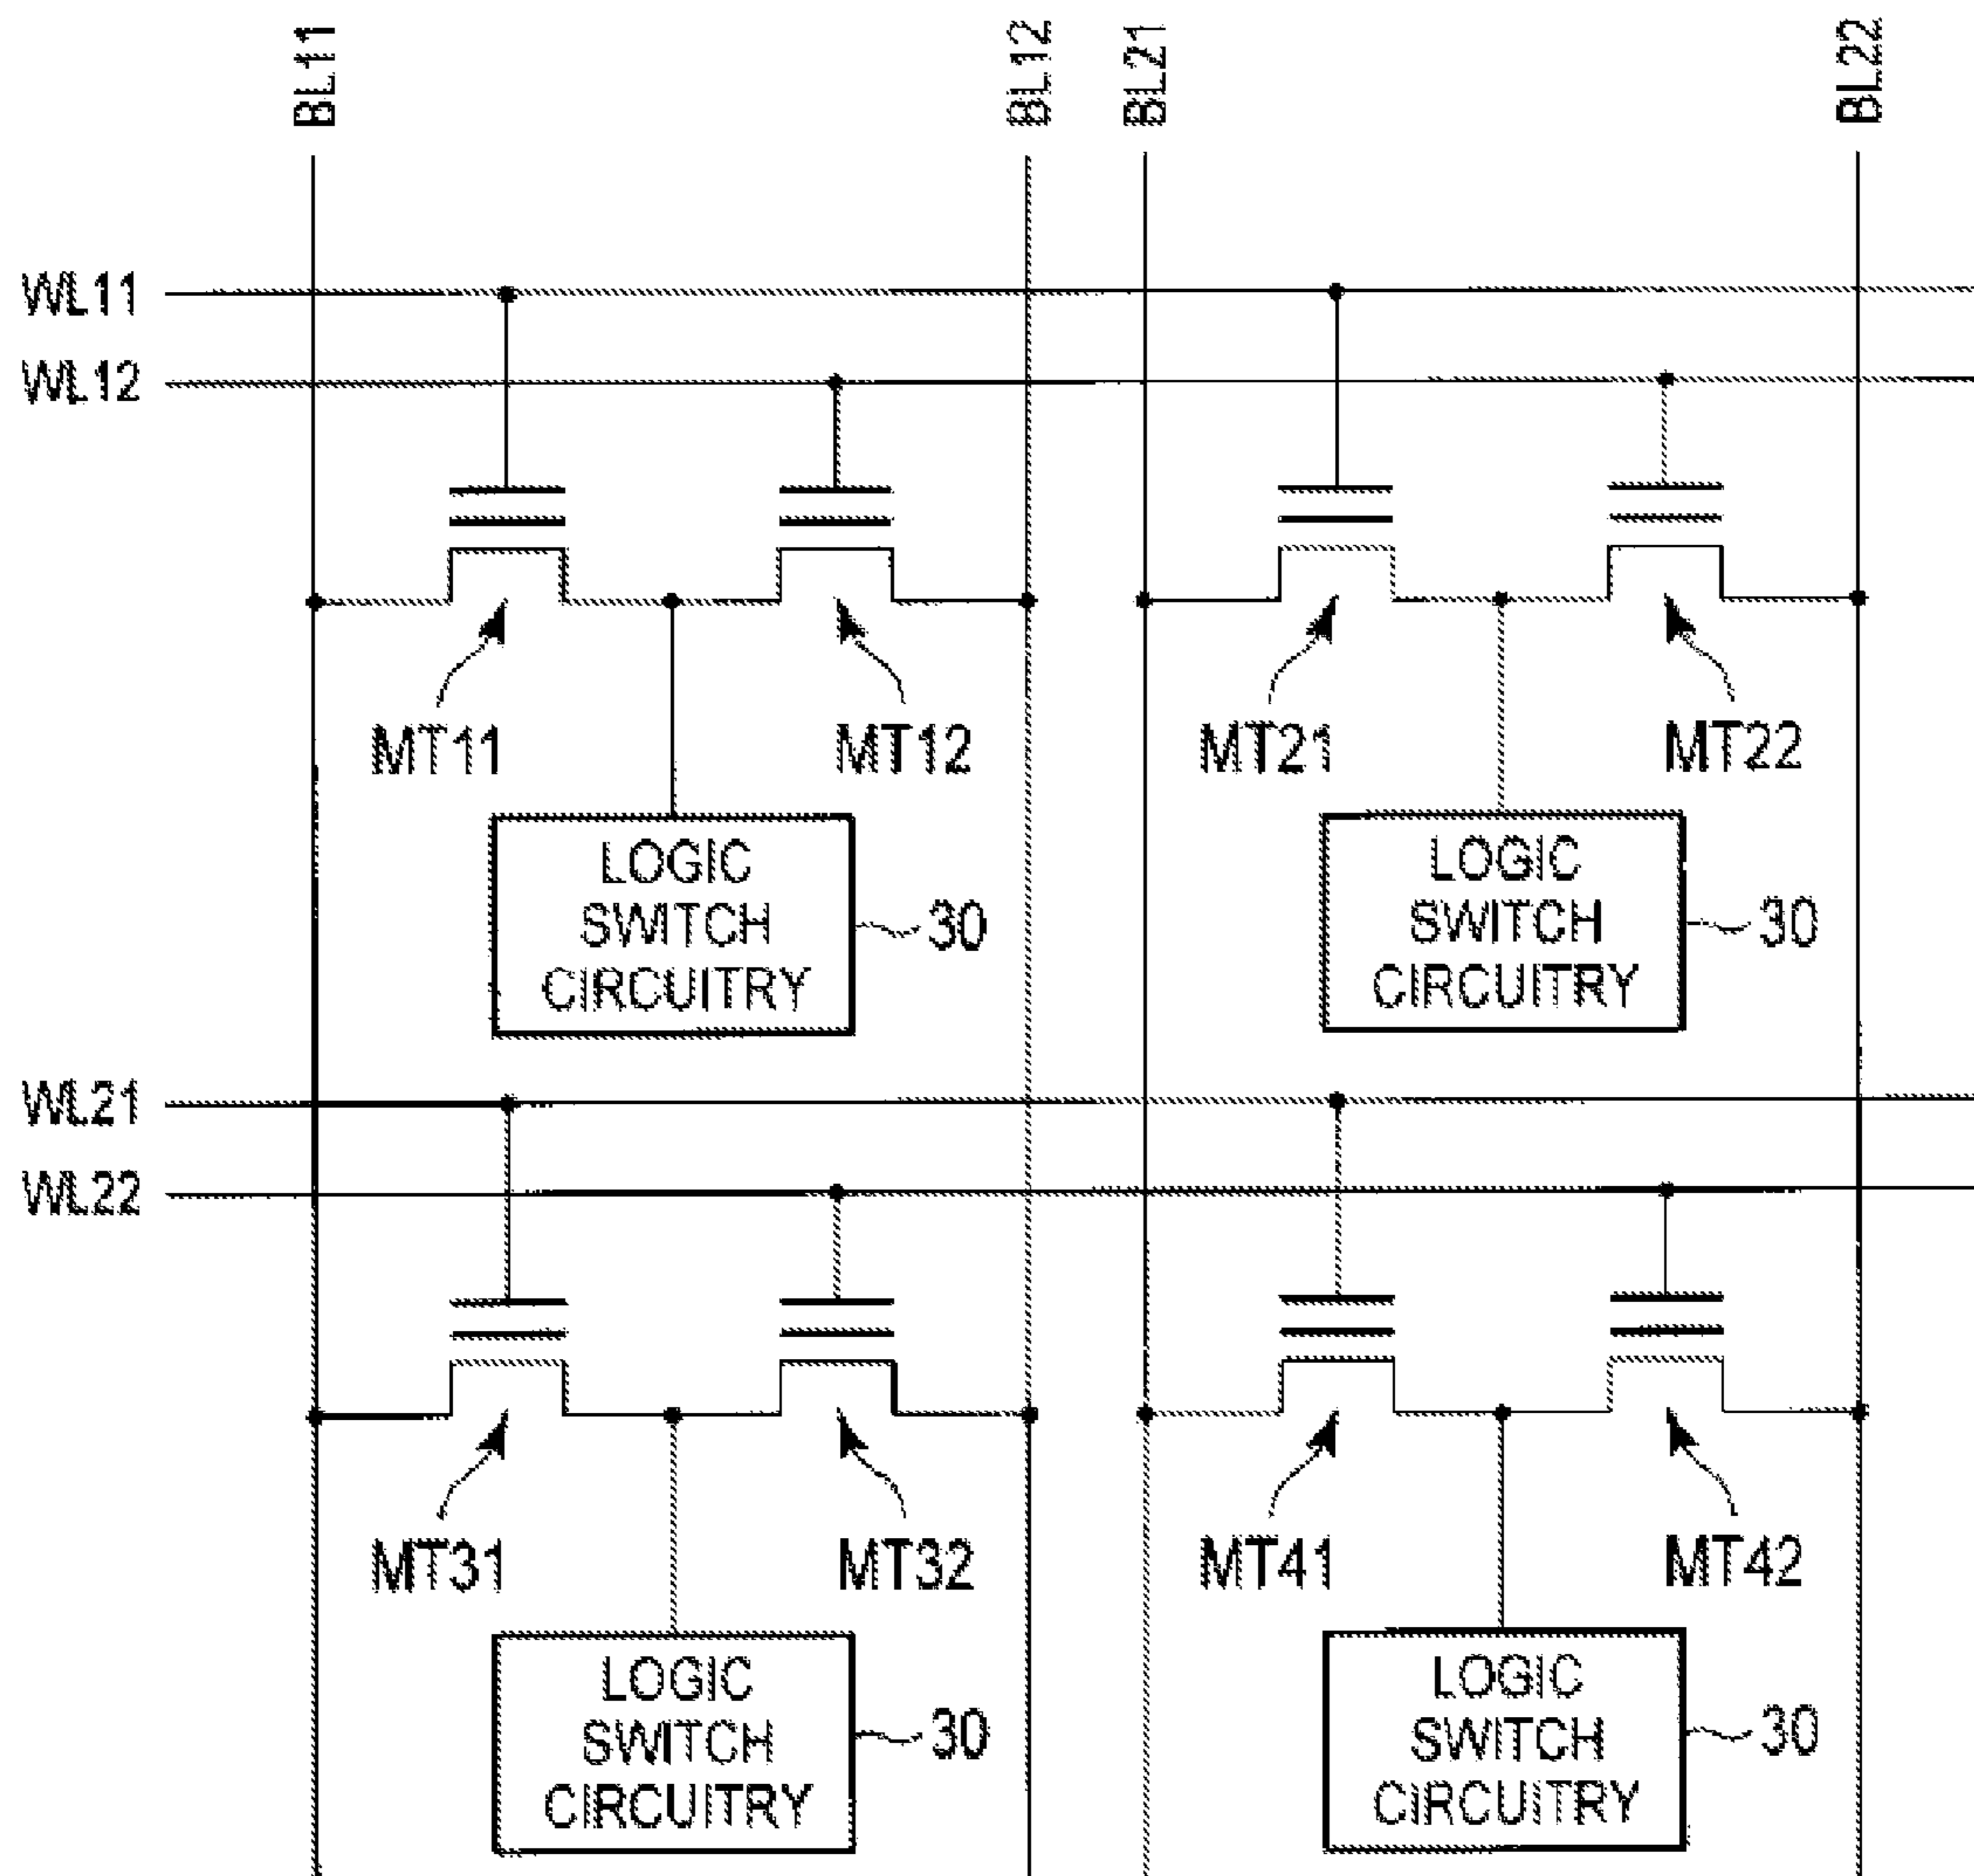 BL11
BL12
BL21
BL22
WL11
WL12
MT11
MT12
MT21
MT22
LOGIC
SWITCH
CIRCUITRY
30
LOGIC
SWITCH
CIRCUITRY
30
WL21
WL22
MT31
MT32
MT41
MT42
LOGIC
SWITCH
CIRCUITRY
30
LOGIC
SWITCH
CIRCUITRY
30